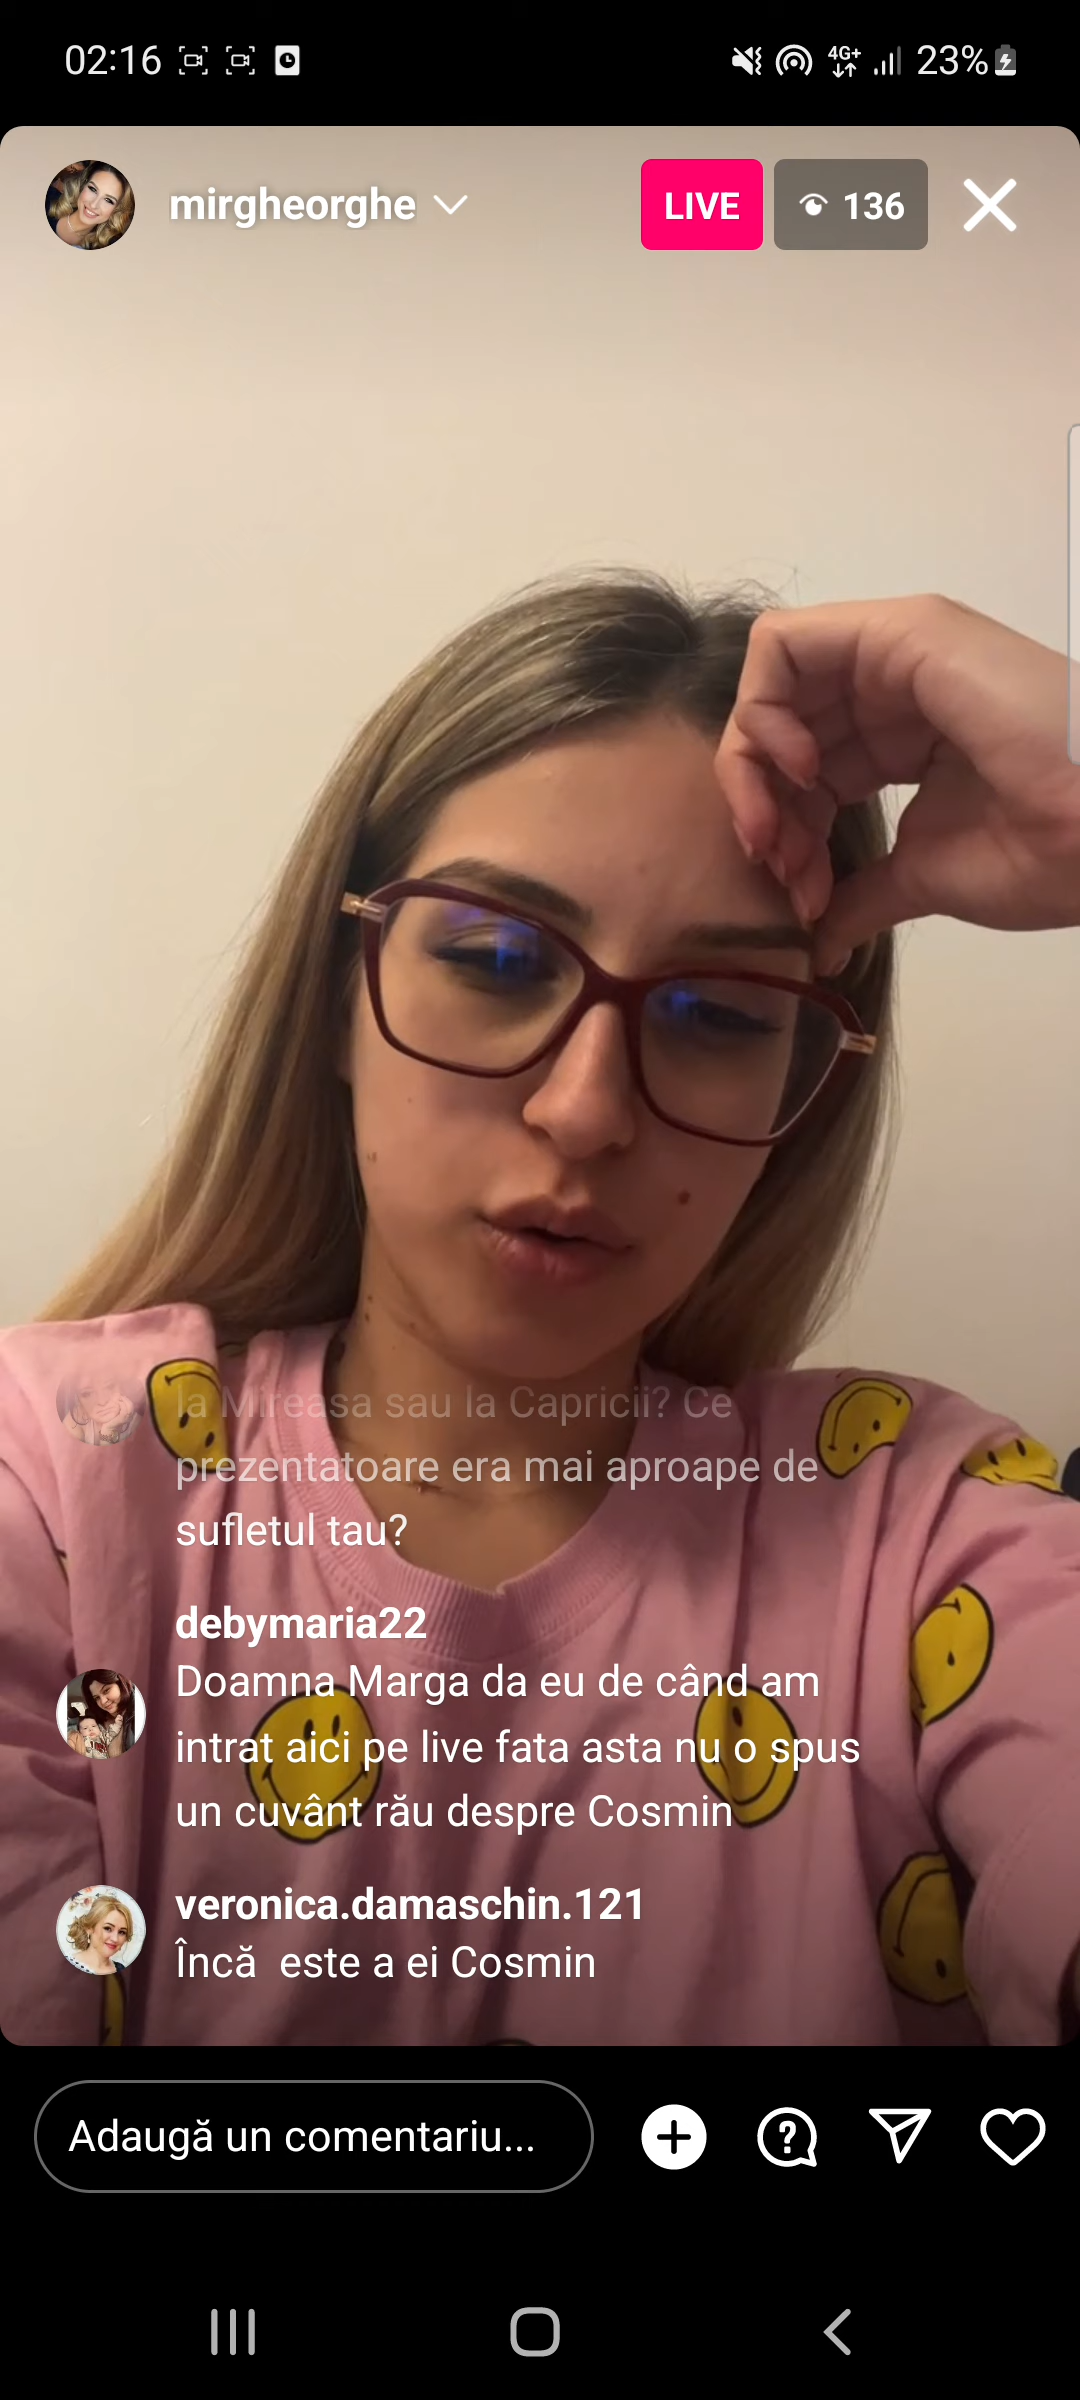 02:16
4G+
23%
mirgheorghe
LIVE
136
la Mireasa sau la Capricii? Ce
prezentatoare era mai aproape de
sufletul tau?
debymaria22
Doamna Marga da eu de când am
intrat aici pe live fata asta nu o spus
un cuvânt rău despre Cosmin
veronica.damaschin.121
Încă  este a ei Cosmin
Adaugă un comentariu...